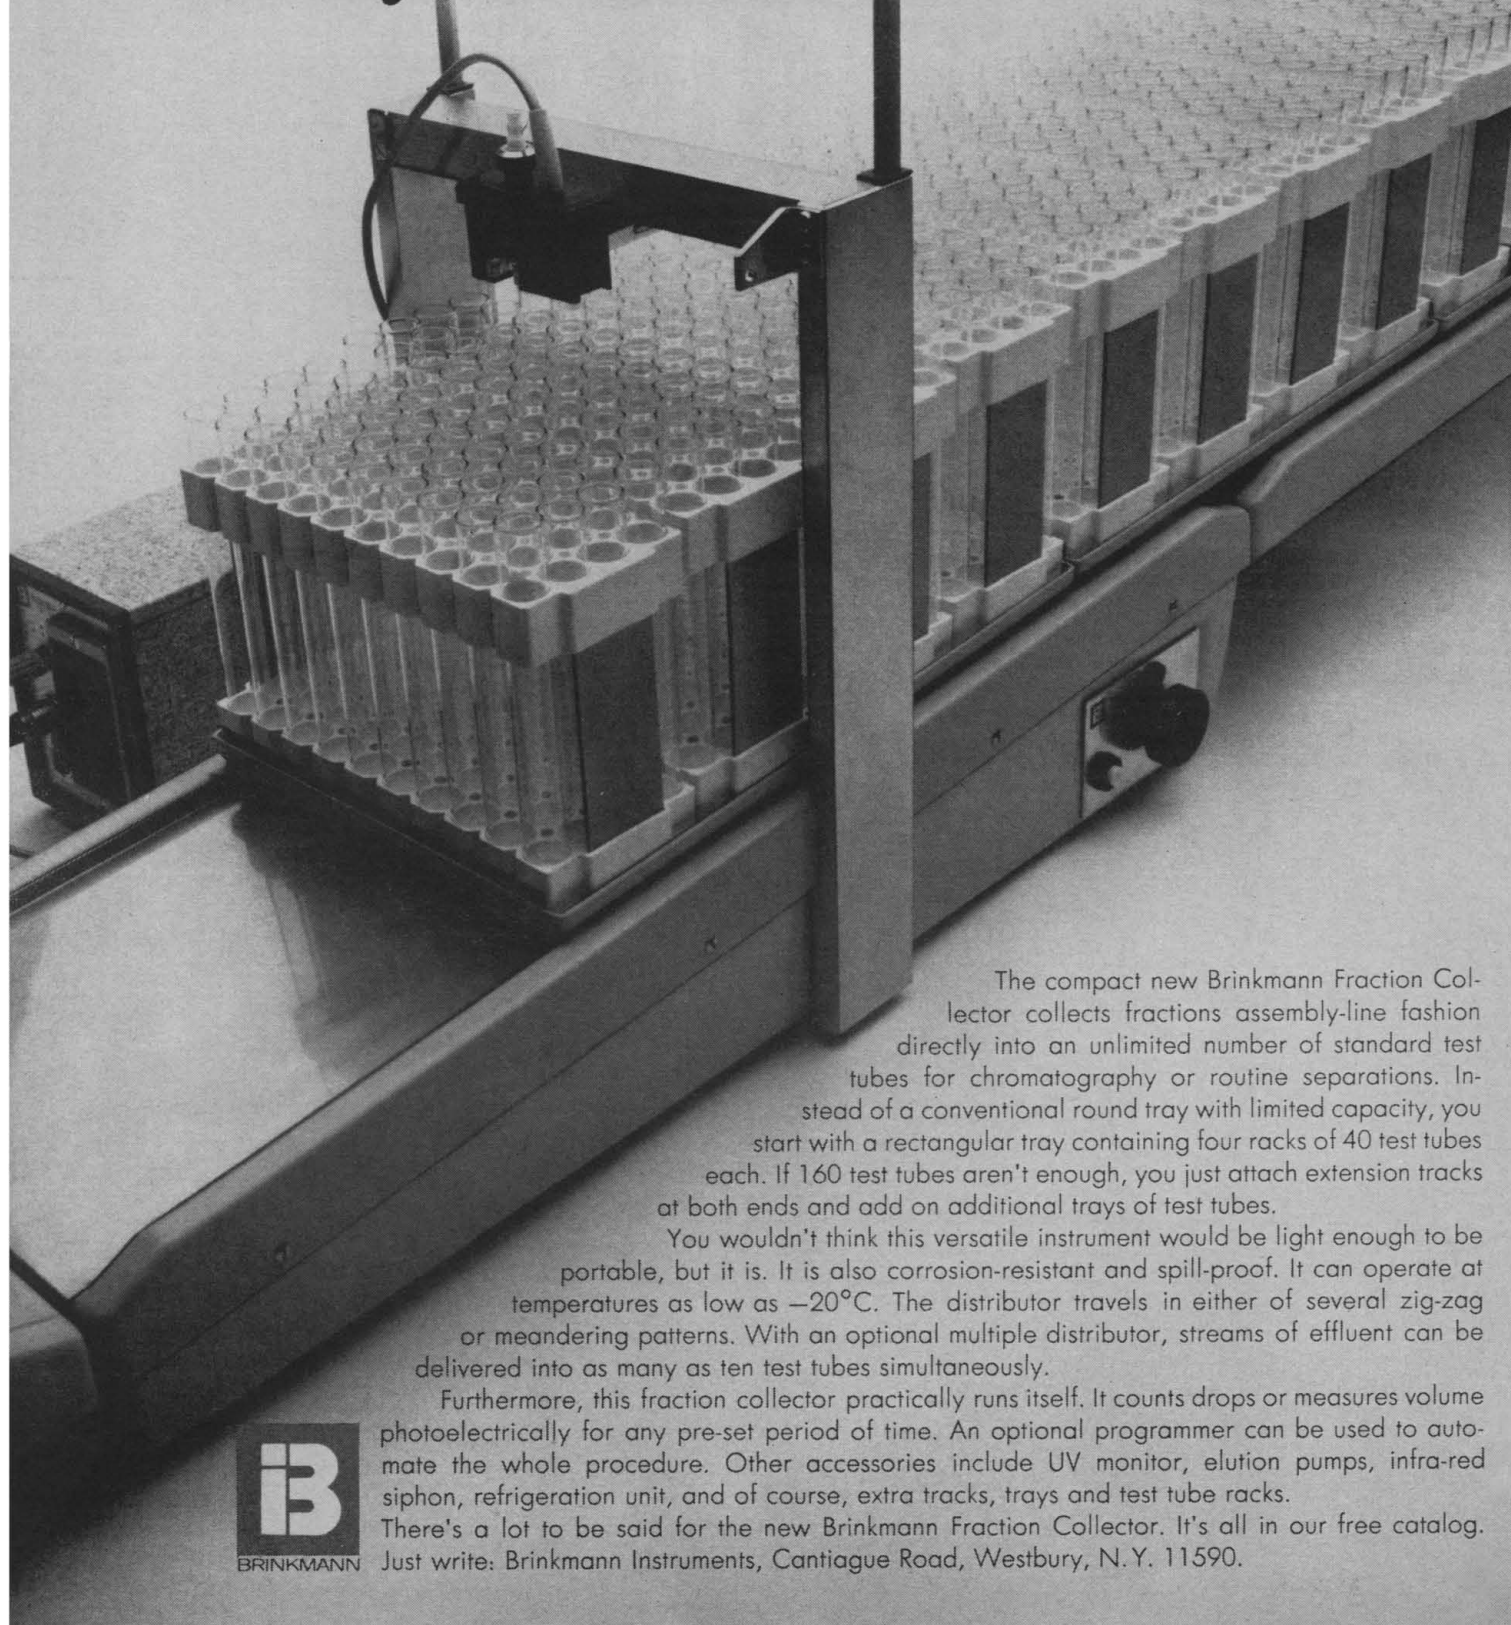 The compact new Brinkmann Fraction Col-
lector collects fractions assembly-line fashion
directly into an unlimited number of standard test
tubes for chromatography or routine separations. In-
stead of a conventional round tray with limited capacity, you
start with a rectangular tray containing four racks of 40 test tubes
each. If 160 test tubes aren't enough, you just attach extension tracks
at both ends and add on additional trays of test tubes.
You wouldn't think this versatile instrument would be light enough to be
portable, but it is. It is also corrosion-resistant and spill-proof. It can operate at
temperatures as low as –20°C. The distributor travels in either of several zig-zag
or meandering patterns. With an optional multiple distributor, streams of effluent can be
delivered into as many as ten test tubes simultaneously.
Furthermore, this fraction collector practically runs itself. It counts drops or measures volume
photoelectrically for any pre-set period of time. An optional programmer can be used to auto-
mate the whole procedure. Other accessories include UV monitor, elution pumps, infra-red
siphon, refrigeration unit, and of course, extra tracks, trays and test tube racks.
There's a lot to be said for the new Brinkmann Fraction Collector. It's all in our free catalog.
Just write: Brinkmann Instruments, Cantiague Road, Westbury, N.Y. 11590.
B
BRINKMANN